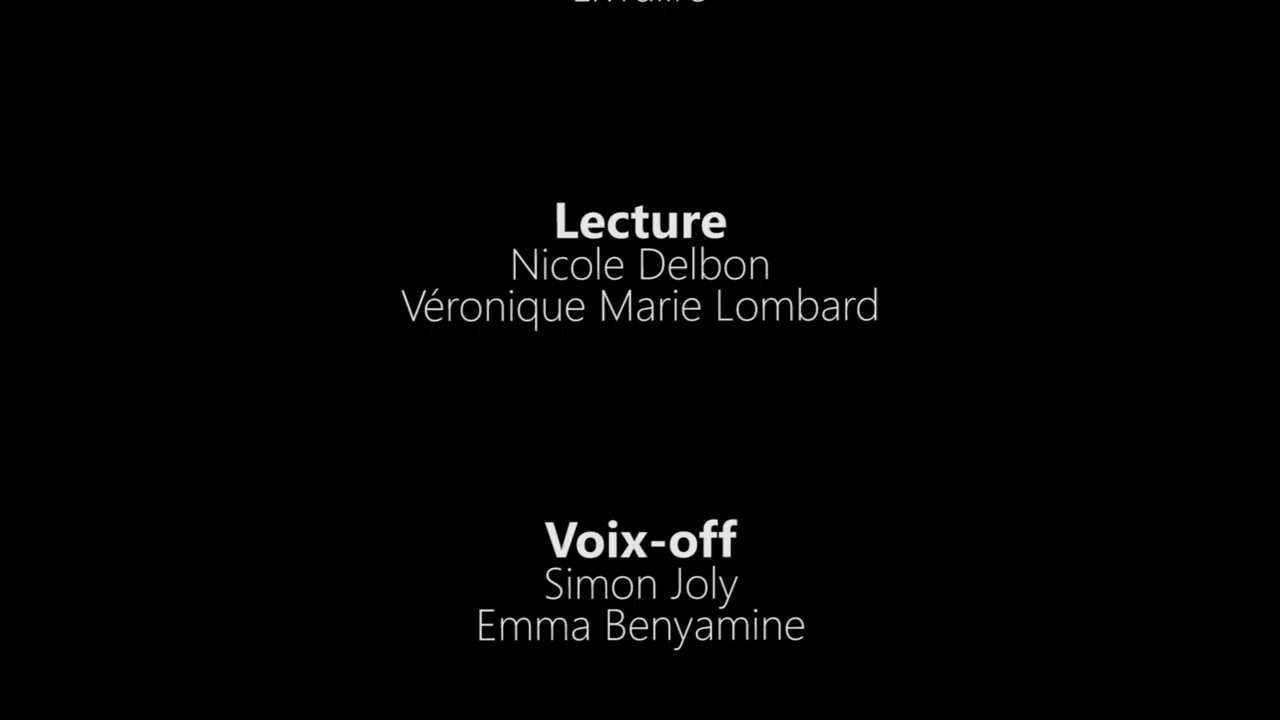 Lecture
Nicole Delbon
Véronique Marie Lombard
Voix-off
Simon Joly
Emma Benyamine